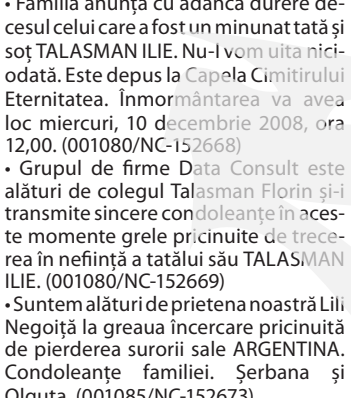 • Familia anunță cu adâncă durere de-
cesul celui care a fost un minunat tată și
soț TALASMAN ILIE. Nu-l vom uita nici-
odată. Este depus la Capela Cimitirului
Eternitatea. Înmormântarea va avea
loc miercuri, 10 decembrie 2008, ora
12,00. (001080/NC-152668)
• Grupul de firme Data Consult este
alături de colegul Talasman Florin și-i
transmite sincere condoleanțe în aces-
te momente grele pricinuite de trece-
rea în neființă a tatălui său TALASMAN
ILIE. (001080/NC-152669)
• Suntem alături de prietena noastră Lili
Negoiță la greaua încercare pricinuită
de pierderea surorii sale ARGENTINA.
Condoleanțe familiei. Șerbana și
Olguța. (001085/NC-152673)